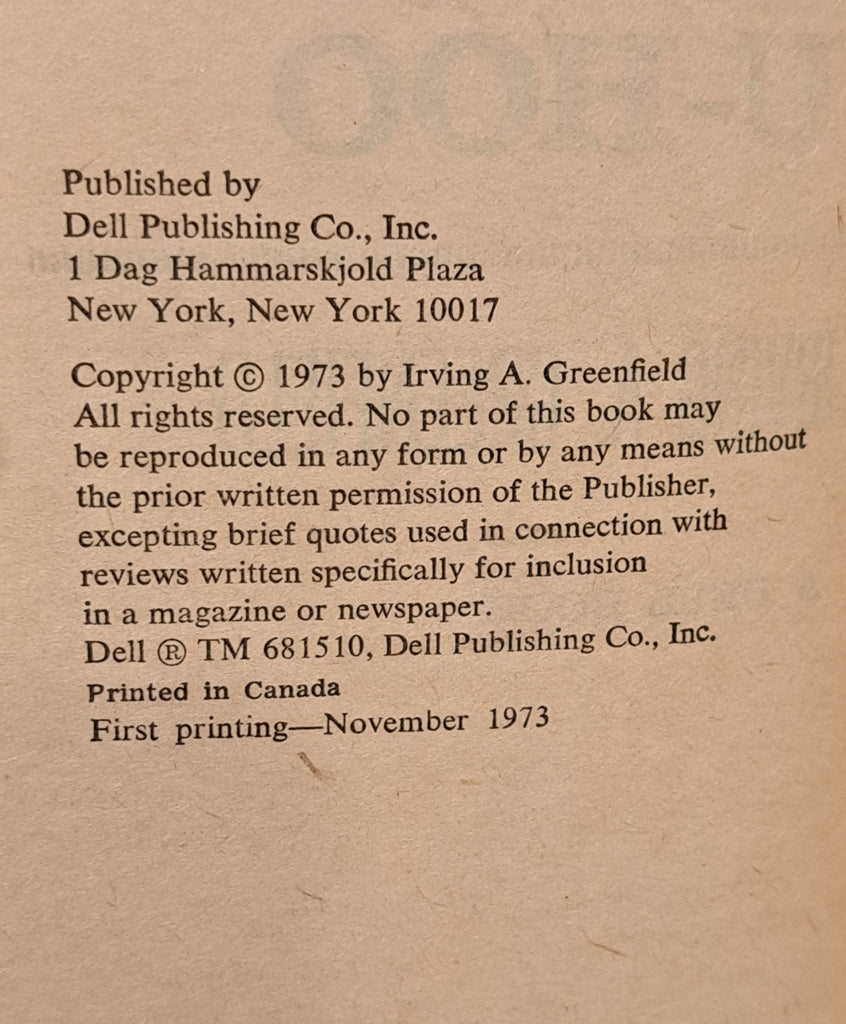 Published by
Dell Publishing Co., Inc.
1 Dag Hammarskjold Plaza
New York, New York 10017
Copyright © 1973 by Irving A. Greenfield
All rights reserved. No part of this book may
be reproduced in any form or by any means without
the prior written permission of the Publisher,
excepting brief quotes used in connection with
reviews written specifically for inclusion
in a magazine or newspaper.
Dell ® TM 681510, Dell Publishing Co., Inc.
Printed in Canada
First printing—November 1973